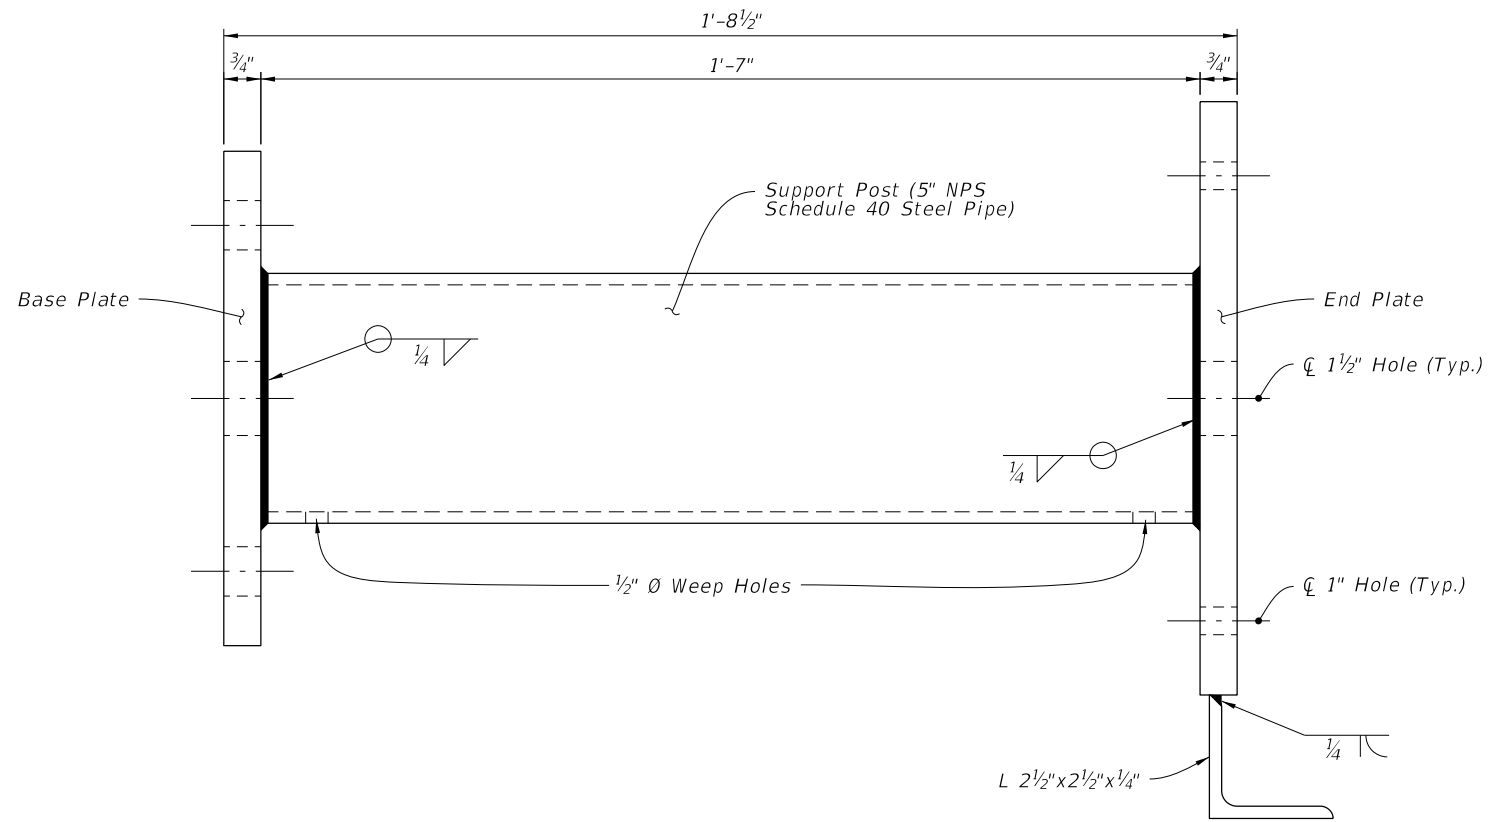 1'-8½"
¾"
1'-7"
¾"
Support Post (5" NPS
Schedule 40 Steel Pipe)
Base Plate
End Plate
¼
℄ 1½" Hole (Typ.)
¼
½" Ø Weep Holes
℄ 1" Hole (Typ.)
¼
L 2½"x2½"x¼"